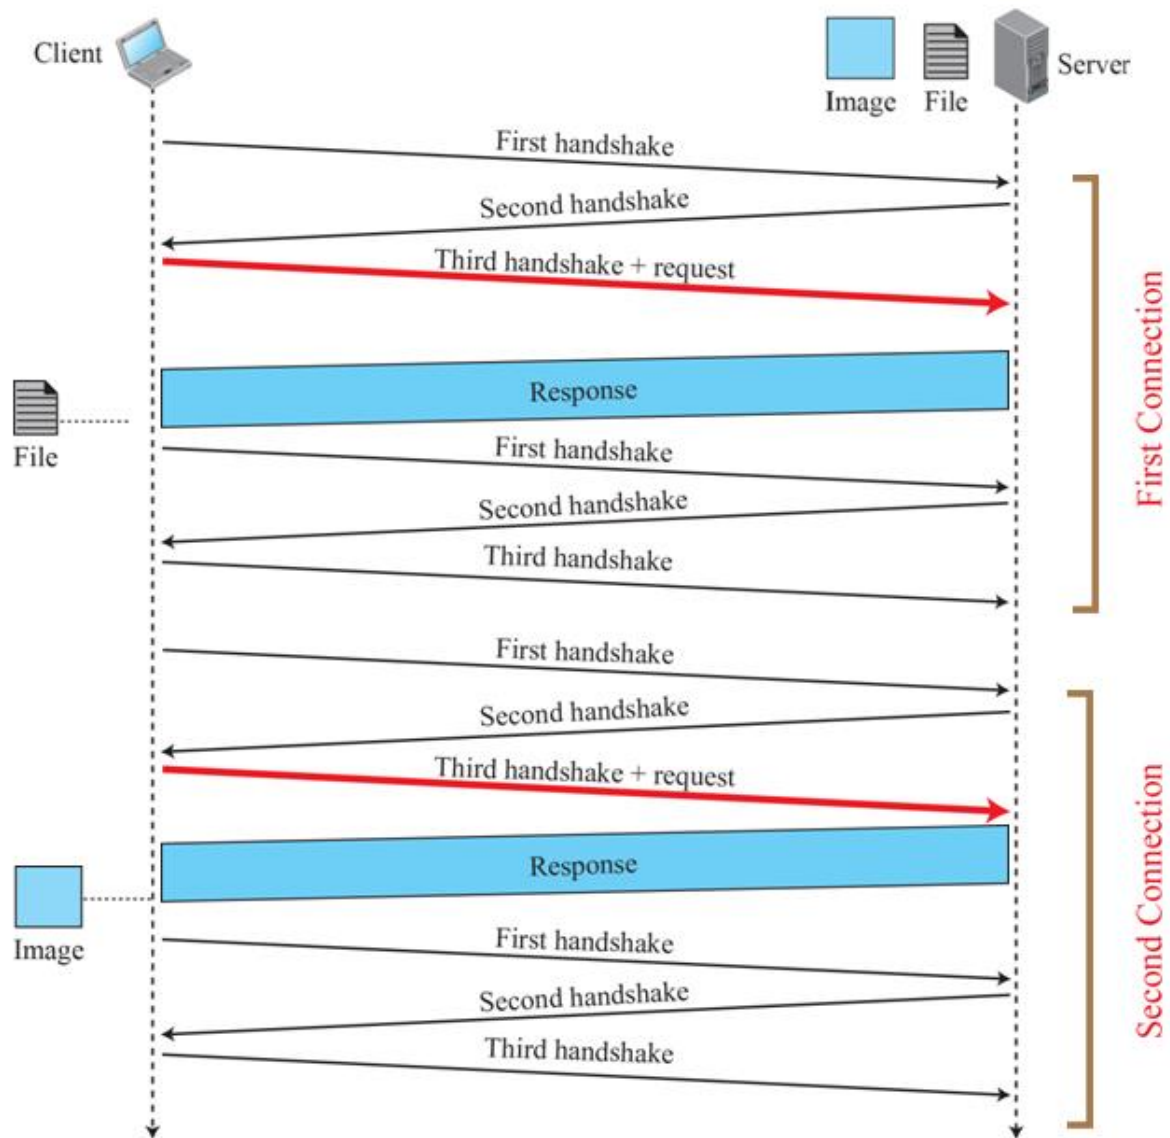 Client
Server
Image
File
First handshake
Second handshake
Third handshake + request
Response
File
First handshake
Second handshake
Third handshake
First Connection
First handshake
Second handshake
Third handshake + request
Response
Image
First handshake
Second handshake
Third handshake
Second Connection